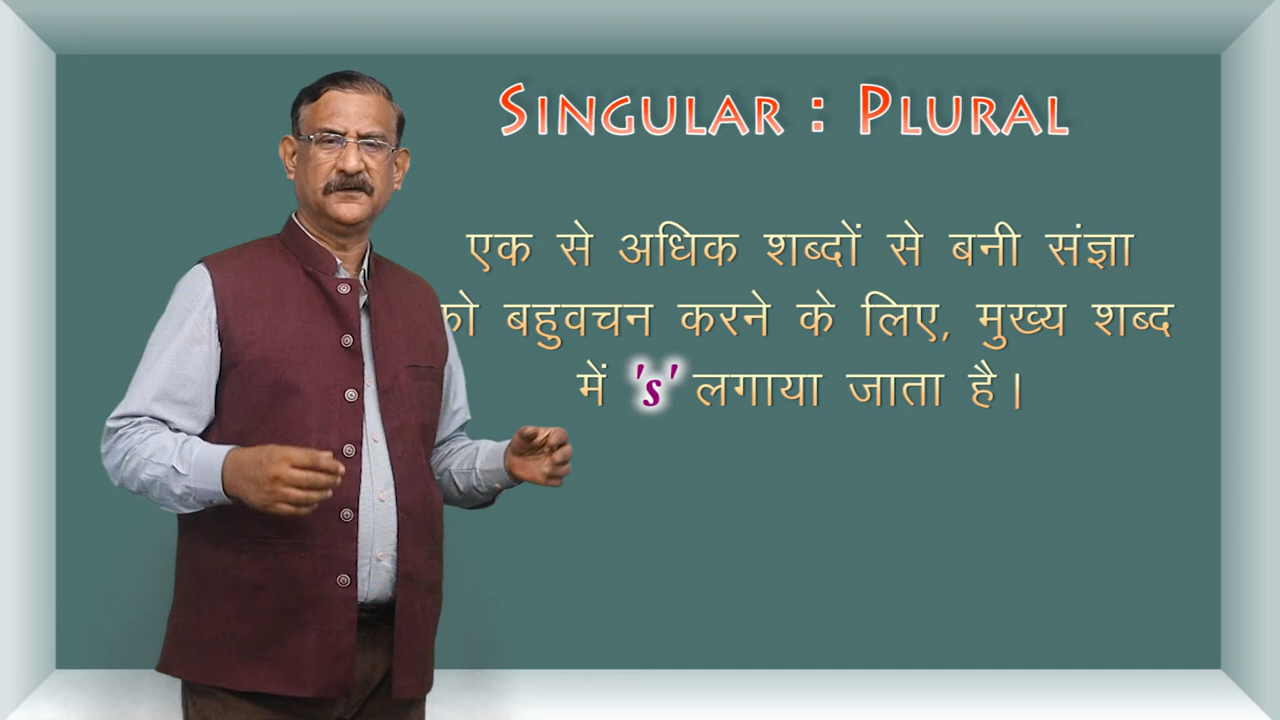 Singular : Plural
एक से अधिक शब्दों से बनी संज्ञा
को बहुवचन करने के लिए, मुख्य शब्द
में 's' लगाया जाता है।